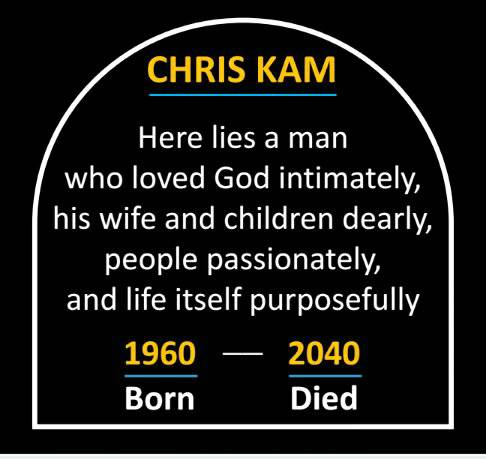 CHRIS KAM
Here lies a man
who loved God intimately,
his wife and children dearly,
people passionately,
and life itself purposefully
1960 — 2040
Born Died